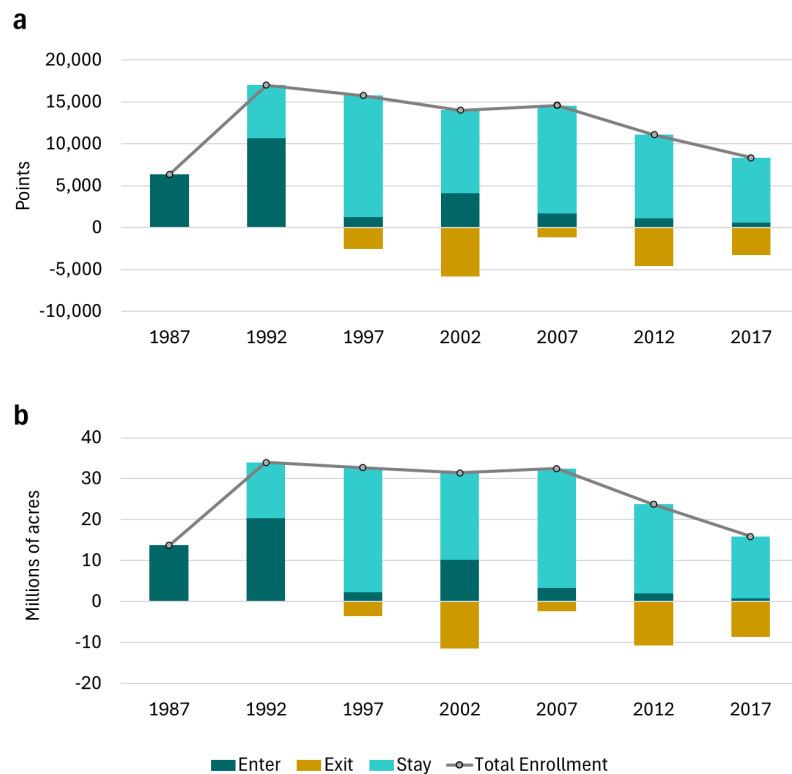 a
20,000
15,000
10,000
5,000
0
-5,000
-10,000
Points
1987 1992 1997 2002 2007 2012 2017
b
40
30
20
10
0
-10
-20
Millions of acres
1987 1992 1997 2002 2007 2012 2017
Enter Exit Stay Total Enrollment